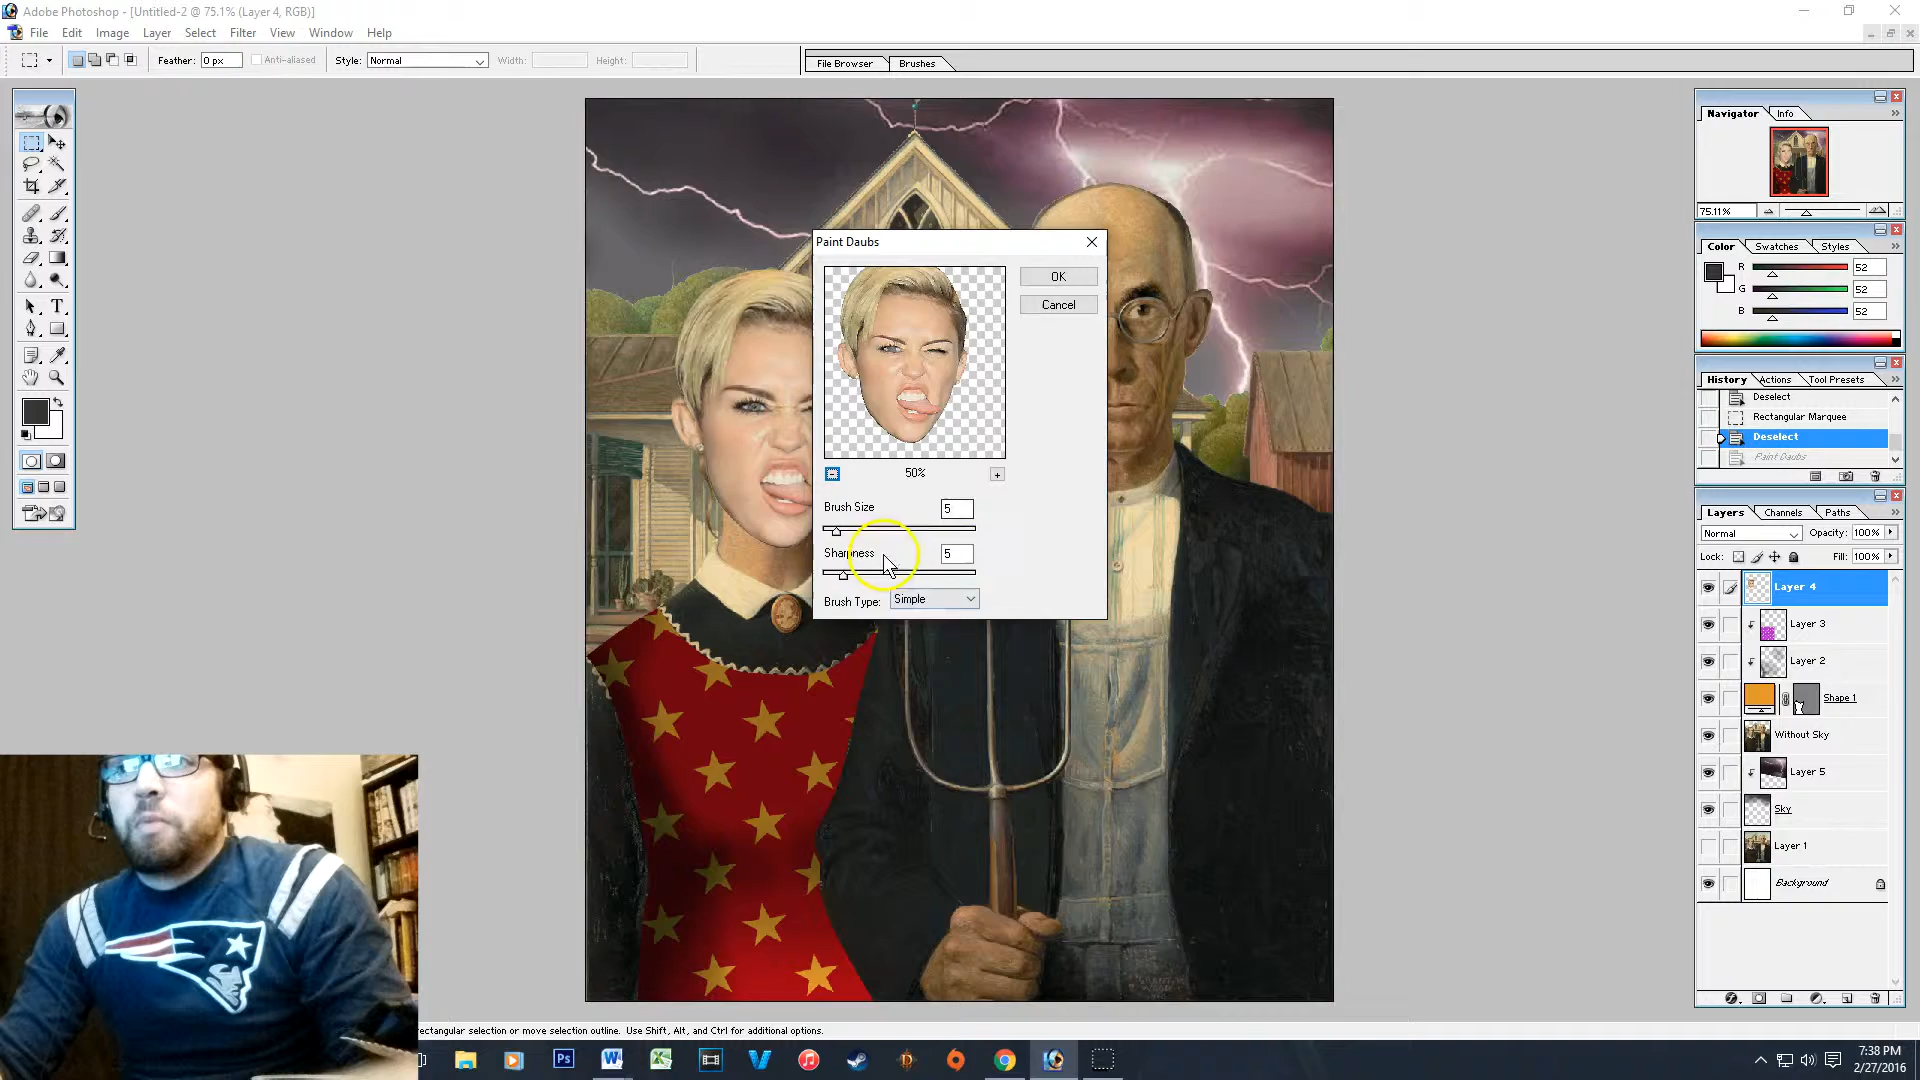 Adobe Photoshop - [Untitled-2 @ 75.1% (Layer 4, RGB)]
File Edit Image Layer Select Filter View Window Help
Feather: 0 px Anti-aliased Style: Normal Width: Height: File Browser Brushes
Navigator Info
75.11%
Color Swatches Styles
R 52
G 52
B 52
History Actions Tool Presets
Deselect
Rectangular Marquee
Deselect
Paint Daubs
Layers Channels Paths
Normal Opacity: 100%
Lock: Fill: 100%
Layer 4
Layer 3
Layer 2
Shape 1
Without Sky
Layer 5
Sky
Layer 1
Background
Paint Daubs
OK
Cancel
50%
Brush Size 5
Sharpness 5
Brush Type: Simple
GRANT
WOOD
rectangular selection or move selection outline. Use Shift, Alt, and Ctrl for additional options.
7:38 PM
2/27/2016